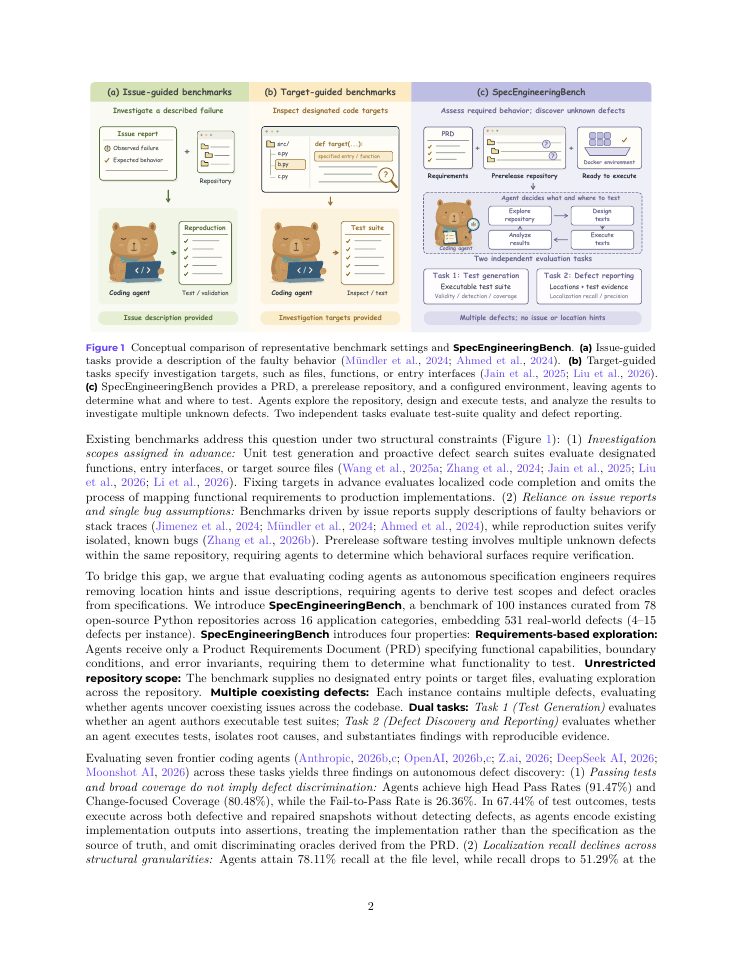 (a) Issue-guided benchmarks
Investigate a described failure
Issue report
Observed failure
Expected behavior
+
Repository
Reproduction
</>
Coding agent
Test / validation
Issue description provided
(b) Target-guided benchmarks
Inspect designated code targets
src/
a.py
b.py
c.py
def target(...):
specified entry / function
?
Test suite
</>
Coding agent
Inspect / test
Investigation targets provided
(c) SpecEngineeringBench
Assess required behavior; discover unknown defects
PRD
+
?
?
+
Docker environment
Requirements
Prerelease repository
Ready to execute
Agent decides what and where to test
Explore repository
Design tests
Analyze results
Execute tests
Coding agent
Two independent evaluation tasks
Task 1: Test generation
Executable test suite
Validity / detection / coverage
Task 2: Defect reporting
Locations + test evidence
Localization recall / precision
Multiple defects; no issue or location hints
Figure 1 Conceptual comparison of representative benchmark settings and SpecEngineeringBench. (a) Issue-guided
tasks provide a description of the faulty behavior (Mündler et al., 2024; Ahmed et al., 2024). (b) Target-guided
tasks specify investigation targets, such as files, functions, or entry interfaces (Jain et al., 2025; Liu et al., 2026).
(c) SpecEngineeringBench provides a PRD, a prerelease repository, and a configured environment, leaving agents to
determine what and where to test. Agents explore the repository, design and execute tests, and analyze the results to
investigate multiple unknown defects. Two independent tasks evaluate test-suite quality and defect reporting.
Existing benchmarks address this question under two structural constraints (Figure 1): (1) Investigation
scopes assigned in advance: Unit test generation and proactive defect search suites evaluate designated
functions, entry interfaces, or target source files (Wang et al., 2025a; Zhang et al., 2024; Jain et al., 2025; Liu
et al., 2026; Li et al., 2026). Fixing targets in advance evaluates localized code completion and omits the
process of mapping functional requirements to production implementations. (2) Reliance on issue reports
and single bug assumptions: Benchmarks driven by issue reports supply descriptions of faulty behaviors or
stack traces (Jimenez et al., 2024; Mündler et al., 2024; Ahmed et al., 2024), while reproduction suites verify
isolated, known bugs (Zhang et al., 2026b). Prerelease software testing involves multiple unknown defects
within the same repository, requiring agents to determine which behavioral surfaces require verification.
To bridge this gap, we argue that evaluating coding agents as autonomous specification engineers requires
removing location hints and issue descriptions, requiring agents to derive test scopes and defect oracles
from specifications. We introduce SpecEngineeringBench, a benchmark of 100 instances curated from 78
open-source Python repositories across 16 application categories, embedding 531 real-world defects (4–15
defects per instance). SpecEngineeringBench introduces four properties: Requirements-based exploration:
Agents receive only a Product Requirements Document (PRD) specifying functional capabilities, boundary
conditions, and error invariants, requiring them to determine what functionality to test. Unrestricted
repository scope: The benchmark supplies no designated entry points or target files, evaluating exploration
across the repository. Multiple coexisting defects: Each instance contains multiple defects, evaluating
whether agents uncover coexisting issues across the codebase. Dual tasks: Task 1 (Test Generation) evaluates
whether an agent authors executable test suites; Task 2 (Defect Discovery and Reporting) evaluates whether
an agent executes tests, isolates root causes, and substantiates findings with reproducible evidence.
Evaluating seven frontier coding agents (Anthropic, 2026b,c; OpenAI, 2026b,c; Z.ai, 2026; DeepSeek AI, 2026;
Moonshot AI, 2026) across these tasks yields three findings on autonomous defect discovery: (1) Passing tests
and broad coverage do not imply defect discrimination: Agents achieve high Head Pass Rates (91.47%) and
Change-focused Coverage (80.48%), while the Fail-to-Pass Rate is 26.36%. In 67.44% of test outcomes, tests
execute across both defective and repaired snapshots without detecting defects, as agents encode existing
implementation outputs into assertions, treating the implementation rather than the specification as the
source of truth, and omit discriminating oracles derived from the PRD. (2) Localization recall declines across
structural granularities: Agents attain 78.11% recall at the file level, while recall drops to 51.29% at the
2